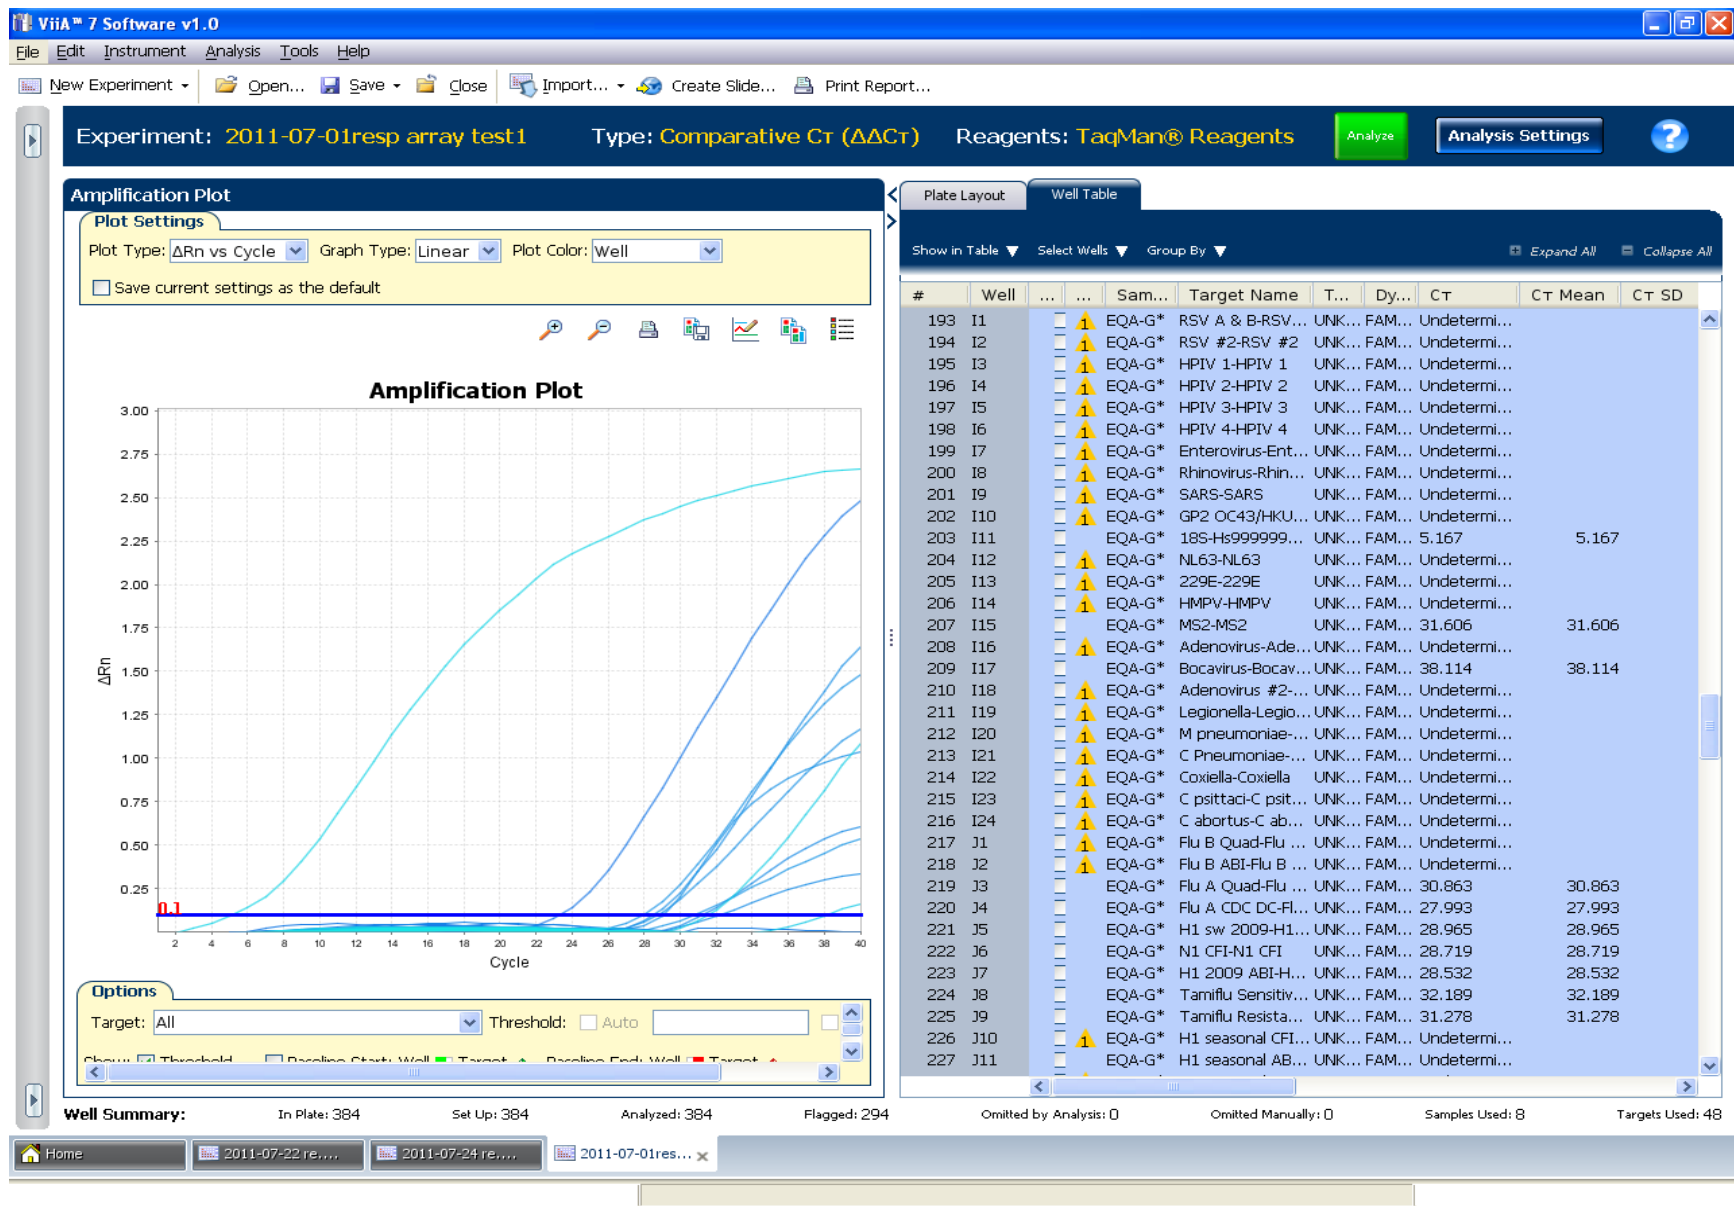 ViiA™ 7 Software v1.0
File Edit Instrument Analysis Tools Help
New Experiment Open... Save Close Import... Create Slide... Print Report...
Experiment: 2011-07-01resp array test1 Type: Comparative Cт (ΔΔCт) Reagents: TaqMan® Reagents Analyze Analysis Settings ?
Amplification Plot
Plot Settings
Plot Type: ΔRn vs Cycle Graph Type: Linear Plot Color: Well
Save current settings as the default
Amplification Plot
3.00
2.75
2.50
2.25
2.00
1.75
1.50
1.25
1.00
0.75
0.50
0.25
ΔRn
0.1
2 4 6 8 10 12 14 16 18 20 22 24 26 28 30 32 34 36 38 40
Cycle
Options
Target: All Threshold: Auto
Show: Threshold Baseline Start: Well Target Baseline End: Well Target
Plate Layout Well Table
Show in Table Select Wells Group By Expand All Collapse All
# Well ... ... Sam... Target Name T... Dy... Cт Cт Mean Cт SD
193 I1 EQA-G* RSV A & B-RSV... UNK... FAM... Undetermi...
194 I2 EQA-G* RSV #2-RSV #2 UNK... FAM... Undetermi...
195 I3 EQA-G* HPIV 1-HPIV 1 UNK... FAM... Undetermi...
196 I4 EQA-G* HPIV 2-HPIV 2 UNK... FAM... Undetermi...
197 I5 EQA-G* HPIV 3-HPIV 3 UNK... FAM... Undetermi...
198 I6 EQA-G* HPIV 4-HPIV 4 UNK... FAM... Undetermi...
199 I7 EQA-G* Enterovirus-Ent... UNK... FAM... Undetermi...
200 I8 EQA-G* Rhinovirus-Rhin... UNK... FAM... Undetermi...
201 I9 EQA-G* SARS-SARS UNK... FAM... Undetermi...
202 I10 EQA-G* GP2 OC43/HKU... UNK... FAM... Undetermi...
203 I11 EQA-G* 18S-Hs999999... UNK... FAM... 5.167 5.167
204 I12 EQA-G* NL63-NL63 UNK... FAM... Undetermi...
205 I13 EQA-G* 229E-229E UNK... FAM... Undetermi...
206 I14 EQA-G* HMPV-HMPV UNK... FAM... Undetermi...
207 I15 EQA-G* MS2-MS2 UNK... FAM... 31.606 31.606
208 I16 EQA-G* Adenovirus-Ade... UNK... FAM... Undetermi...
209 I17 EQA-G* Bocavirus-Bocav... UNK... FAM... 38.114 38.114
210 I18 EQA-G* Adenovirus #2-... UNK... FAM... Undetermi...
211 I19 EQA-G* Legionella-Legio... UNK... FAM... Undetermi...
212 I20 EQA-G* M pneumoniae-... UNK... FAM... Undetermi...
213 I21 EQA-G* C Pneumoniae-... UNK... FAM... Undetermi...
214 I22 EQA-G* Coxiella-Coxiella UNK... FAM... Undetermi...
215 I23 EQA-G* C psittaci-C psit... UNK... FAM... Undetermi...
216 I24 EQA-G* C abortus-C ab... UNK... FAM... Undetermi...
217 J1 EQA-G* Flu B Quad-Flu ... UNK... FAM... Undetermi...
218 J2 EQA-G* Flu B ABI-Flu B ... UNK... FAM... Undetermi...
219 J3 EQA-G* Flu A Quad-Flu ... UNK... FAM... 30.863 30.863
220 J4 EQA-G* Flu A CDC DC-Fl... UNK... FAM... 27.993 27.993
221 J5 EQA-G* H1 sw 2009-H1... UNK... FAM... 28.965 28.965
222 J6 EQA-G* N1 CFI-N1 CFI UNK... FAM... 28.719 28.719
223 J7 EQA-G* H1 2009 ABI-H... UNK... FAM... 28.532 28.532
224 J8 EQA-G* Tamiflu Sensitiv... UNK... FAM... 32.189 32.189
225 J9 EQA-G* Tamiflu Resista... UNK... FAM... 31.278 31.278
226 J10 EQA-G* H1 seasonal CFI... UNK... FAM... Undetermi...
227 J11 EQA-G* H1 seasonal AB... UNK... FAM... Undetermi...
Well Summary: In Plate: 384 Set Up: 384 Analyzed: 384 Flagged: 294 Omitted by Analysis: 0 Omitted Manually: 0 Samples Used: 8 Targets Used: 48
Home 2011-07-22 re.... 2011-07-24 re.... 2011-07-01res...